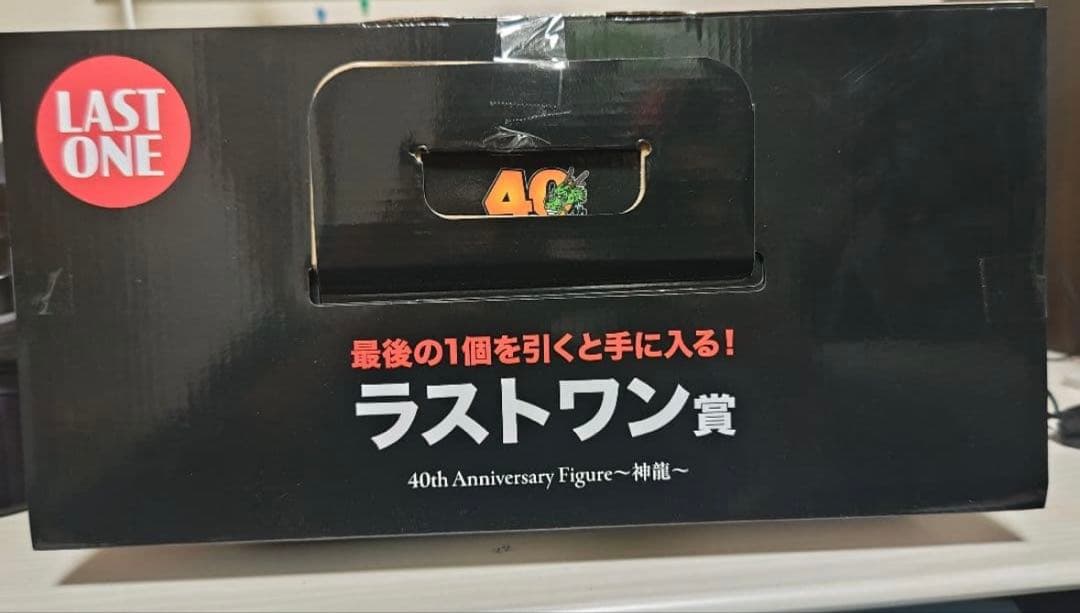 LAST
ONE
40
最後の1個を引くと手に入る!
ラストワン賞
40th Anniversary Figure～神龍～